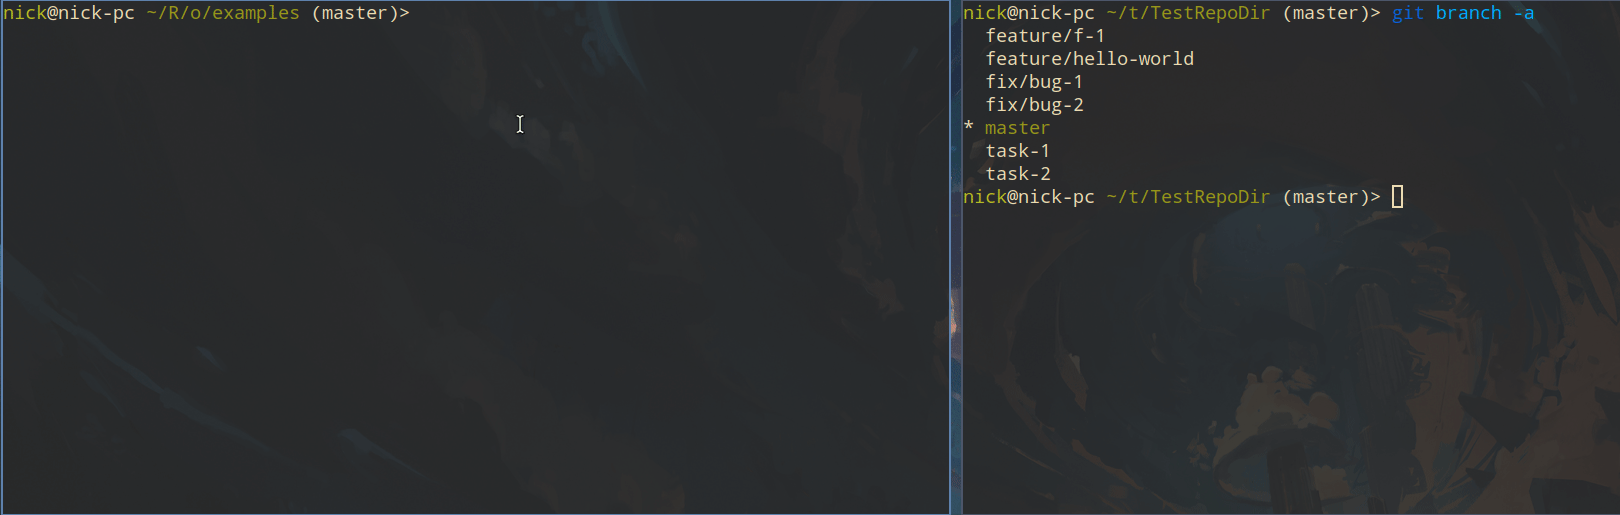 nick@nick-pc ~/R/o/examples (master)>
nick@nick-pc ~/t/TestRepoDir (master)> git branch -a
  feature/f-1
  feature/hello-world
  fix/bug-1
  fix/bug-2
* master
  task-1
  task-2
nick@nick-pc ~/t/TestRepoDir (master)>